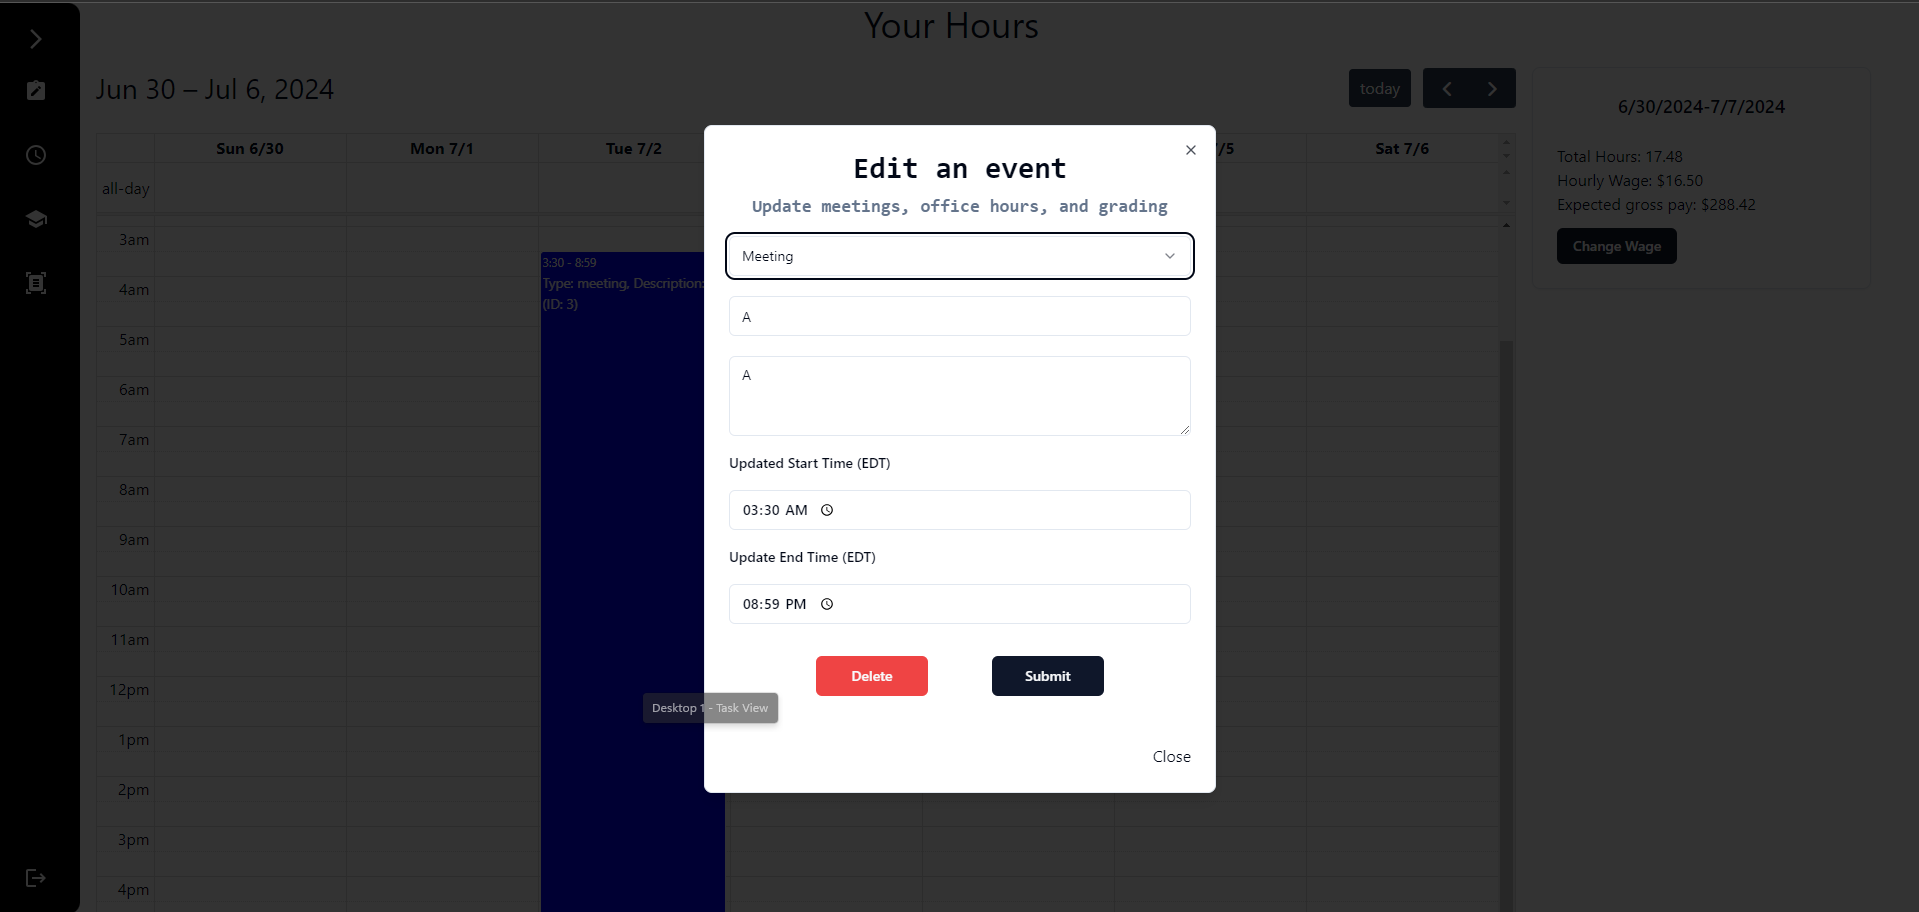 Your Hours
Jun 30 – Jul 6, 2024
today
6/30/2024-7/7/2024
Total Hours: 17.48
Hourly Wage: $16.50
Expected gross pay: $288.42
Change Wage
Sun 6/30
Mon 7/1
Tue 7/2
/5
Sat 7/6
all-day
3am
4am
5am
6am
7am
8am
9am
10am
11am
12pm
1pm
2pm
3pm
4pm
3:30 - 8:59
Type: meeting, Description:
(ID: 3)
Edit an event
Update meetings, office hours, and grading
Meeting
A
A
Updated Start Time (EDT)
03:30 AM
Update End Time (EDT)
08:59 PM
Delete
Submit
Desktop 1 - Task View
Close